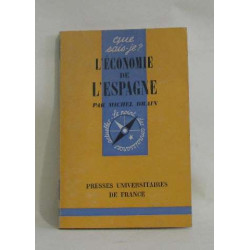 que
sais-je?
L'ÉCONOMIE
DE
L'ESPAGNE
PAR MICHEL DRAIN
PRESSES UNIVERSITAIRES
DE FRANCE